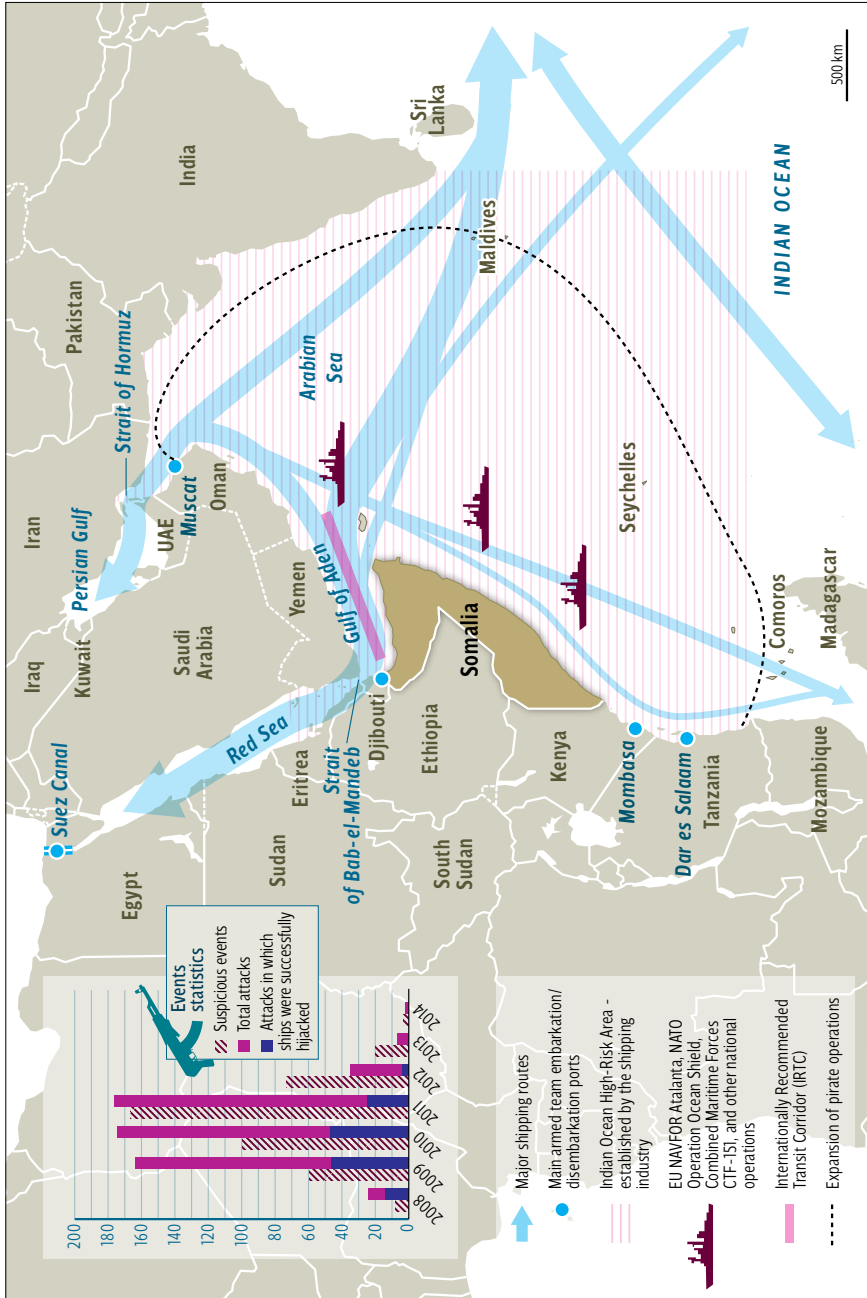 Iraq
Iran
Kuwait
Persian Gulf
Strait of Hormuz
Pakistan
India
Suez Canal
Egypt
Saudi
Arabia
UAE
Muscat
Oman
Red Sea
Sudan
Eritrea
Yemen
Gulf of Aden
Arabian
Sea
Strait
of Bab-el-Mandeb
Djibouti
Ethiopia
Somalia
South
Sudan
Maldives
Sri
Lanka
Kenya
Mombasa
Dar es Salaam
Tanzania
Seychelles
Comoros
Madagascar
Mozambique
INDIAN OCEAN
500 km
Events
statistics
Suspicious events
Total attacks
Attacks in which
ships were successfully
hijacked
200
180
160
140
120
100
80
60
40
20
0
2008
2009
2010
2011
2012
2013
2014
Major shipping routes
Main armed team embarkation/
disembarkation ports
Indian Ocean High-Risk Area -
established by the shipping
industry
EU NAVFOR Atalanta, NATO
Operation Ocean Shield,
Combined Maritime Forces
CTF-151, and other national
operations
Internationally Recommended
Transit Corridor (IRTC)
Expansion of pirate operations